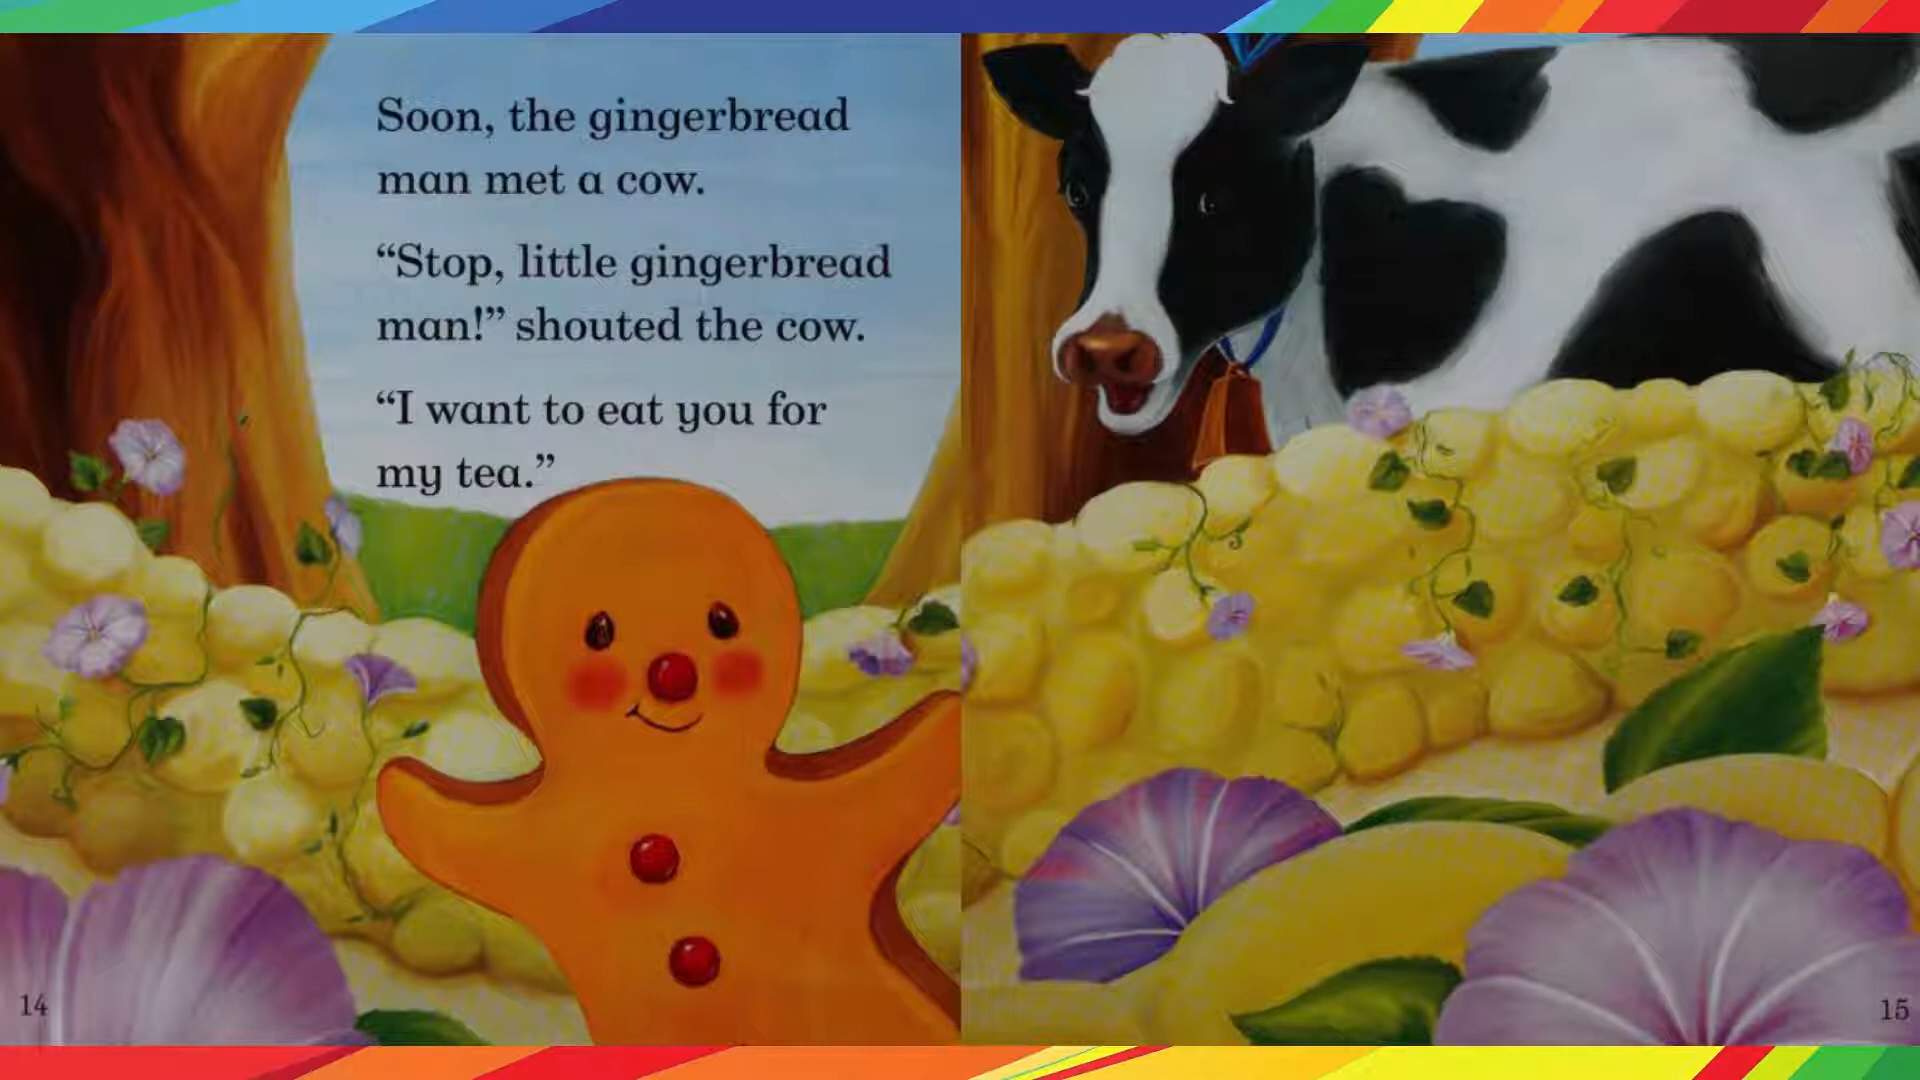 Soon, the gingerbread
man met a cow.
“Stop, little gingerbread
man!” shouted the cow.
“I want to eat you for
my tea.”
14
15